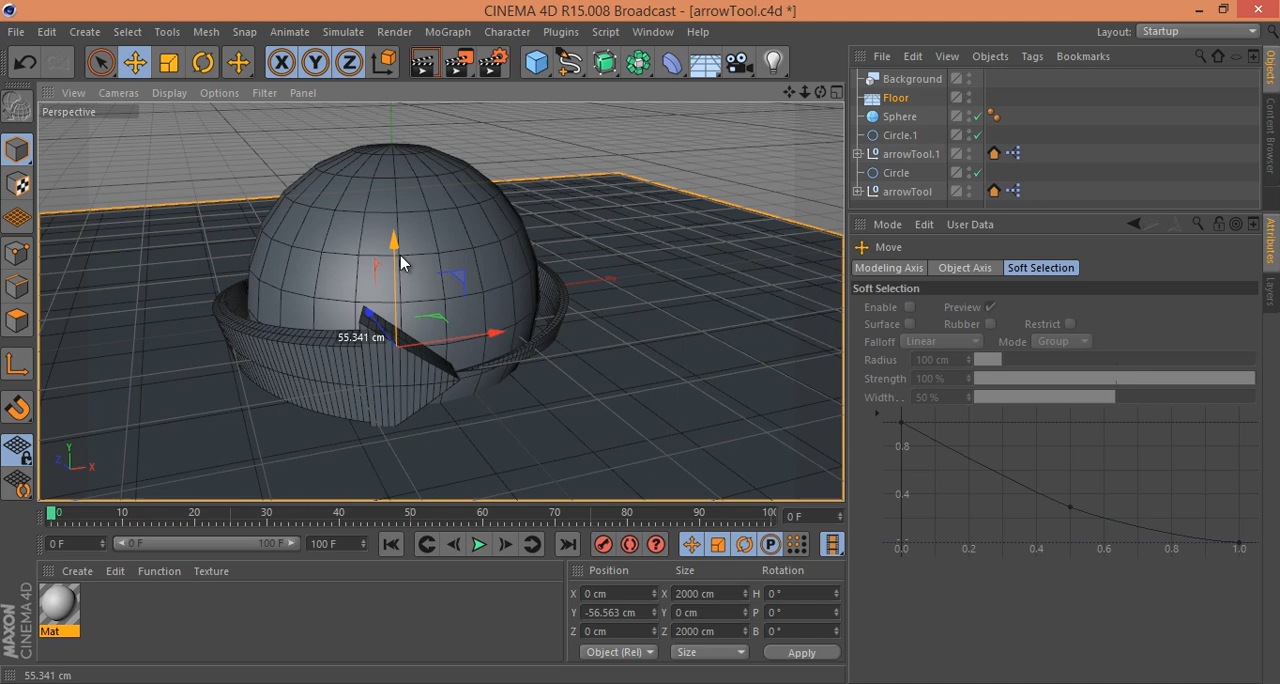 CINEMA 4D R15.008 Broadcast - [arrowTool.c4d *]
File Edit Create Select Tools Mesh Snap Animate Simulate Render MoGraph Character Plugins Script Window Help
Layout: Startup
X Y Z
View Cameras Display Options Filter Panel
Perspective
55.341 cm
Y
Z
X
File Edit View Objects Tags Bookmarks
Background
Floor
Sphere
Circle.1
arrowTool.1
Circle
arrowTool
Objects
Content Browser
Attributes
Layers
Mode Edit User Data
Move
Modeling Axis Object Axis Soft Selection
Soft Selection
Enable Preview
Surface Rubber Restrict
Falloff Linear Mode Group
Radius 100 cm
Strength 100 %
Width.. 50 %
0.8
0.4
0.0 0.2 0.4 0.6 0.8 1.0
0 10 20 30 40 50 60 70 80 90 100 0 F
0 F 0 F 100 F 100 F
Create Edit Function Texture
Mat
MAXON
CINEMA 4D
Position Size Rotation
X 0 cm X 2000 cm H 0 °
Y -56.563 cm Y 0 cm P 0 °
Z 0 cm Z 2000 cm B 0 °
Object (Rel) Size Apply
55.341 cm